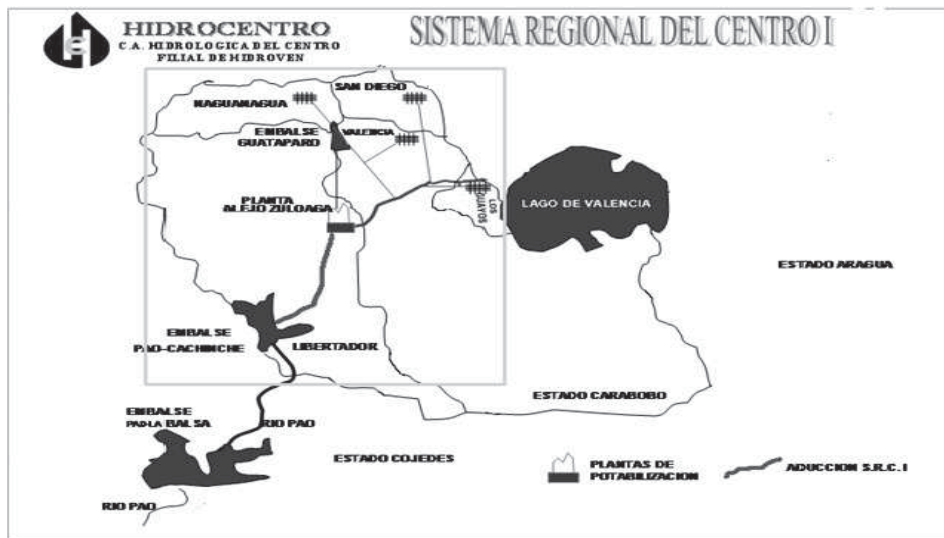 HIDROCENTRO
C.A. HIDROLOGICA DEL CENTRO
FILIAL DE HIDROVEN
SISTEMA REGIONAL DEL CENTRO I
SAN DIEGO
NAGUANAGUA
EMBALSE
GUATAPARO
VALENCIA
PLANTA
ALEJO ZULOAGA
LOS
GUAYOS
LAGO DE VALENCIA
ESTADO ARAGUA
EMBALSE
PAO-CACHINCHE
LIBERTADOR
ESTADO CARABOBO
EMBALSE
PAO-LA BALSA
RIO PAO
ESTADO COJEDES
PLANTAS DE
POTABILIZACION
ADUCCION S.R.C. I
RIO PAO